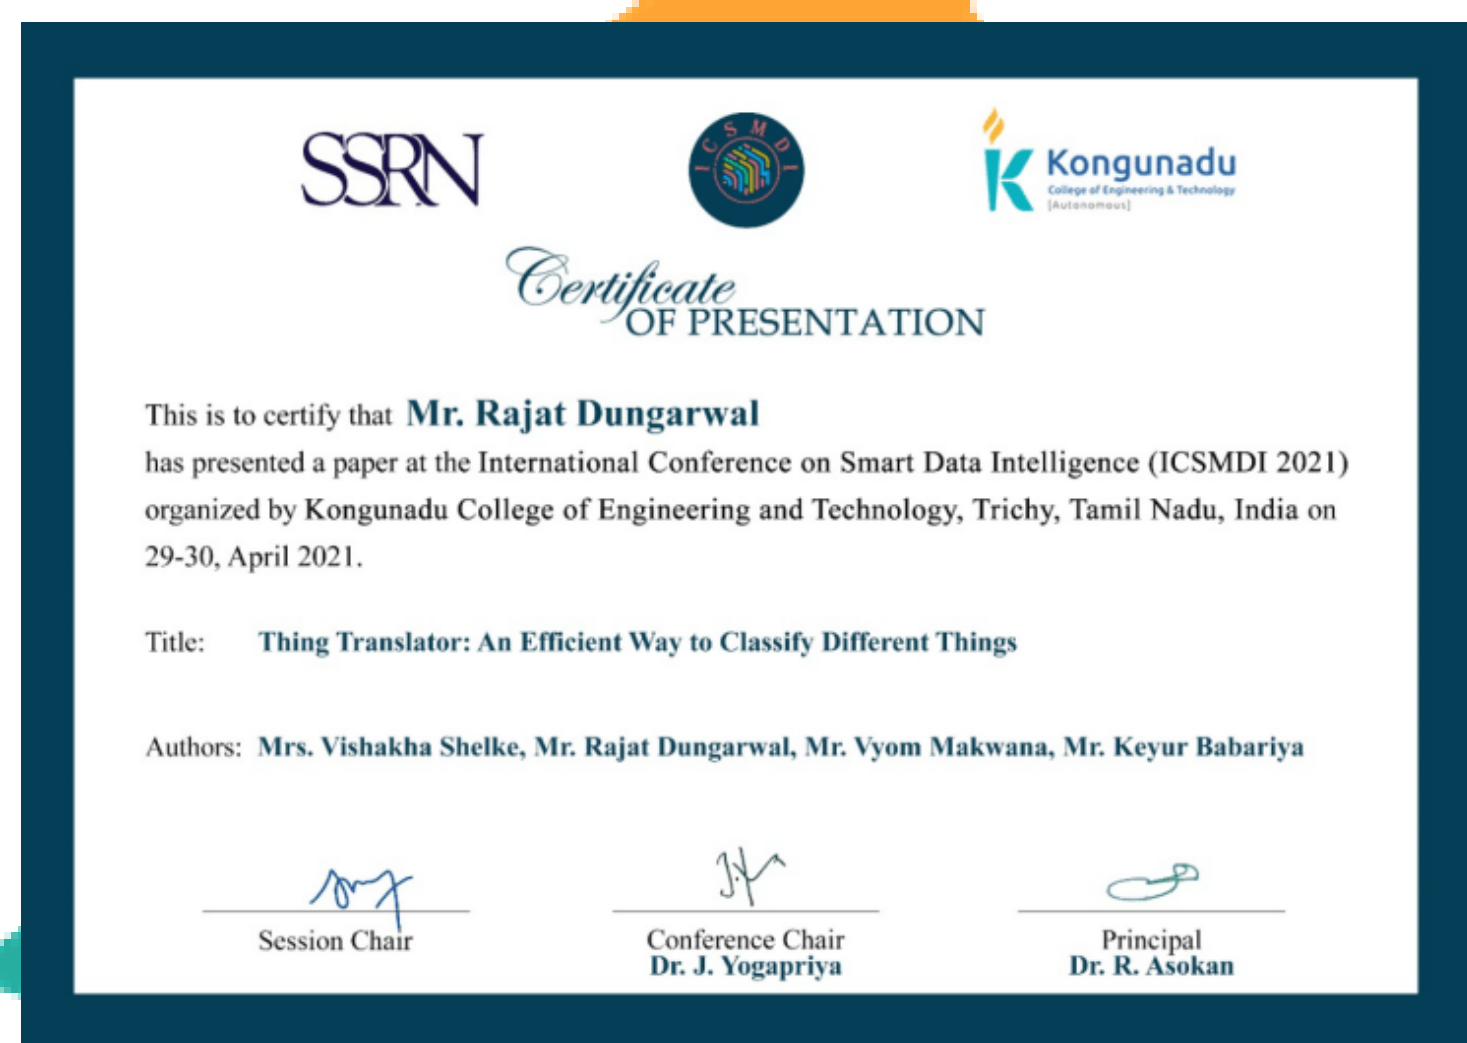 SSRN
ICSMDI
Kongunadu
College of Engineering & Technology
[Autonomous]
Certificate
OF PRESENTATION
This is to certify that Mr. Rajat Dungarwal
has presented a paper at the International Conference on Smart Data Intelligence (ICSMDI 2021)
organized by Kongunadu College of Engineering and Technology, Trichy, Tamil Nadu, India on
29-30, April 2021.
Title: Thing Translator: An Efficient Way to Classify Different Things
Authors: Mrs. Vishakha Shelke, Mr. Rajat Dungarwal, Mr. Vyom Makwana, Mr. Keyur Babariya
Session Chair
Conference Chair
Dr. J. Yogapriya
Principal
Dr. R. Asokan